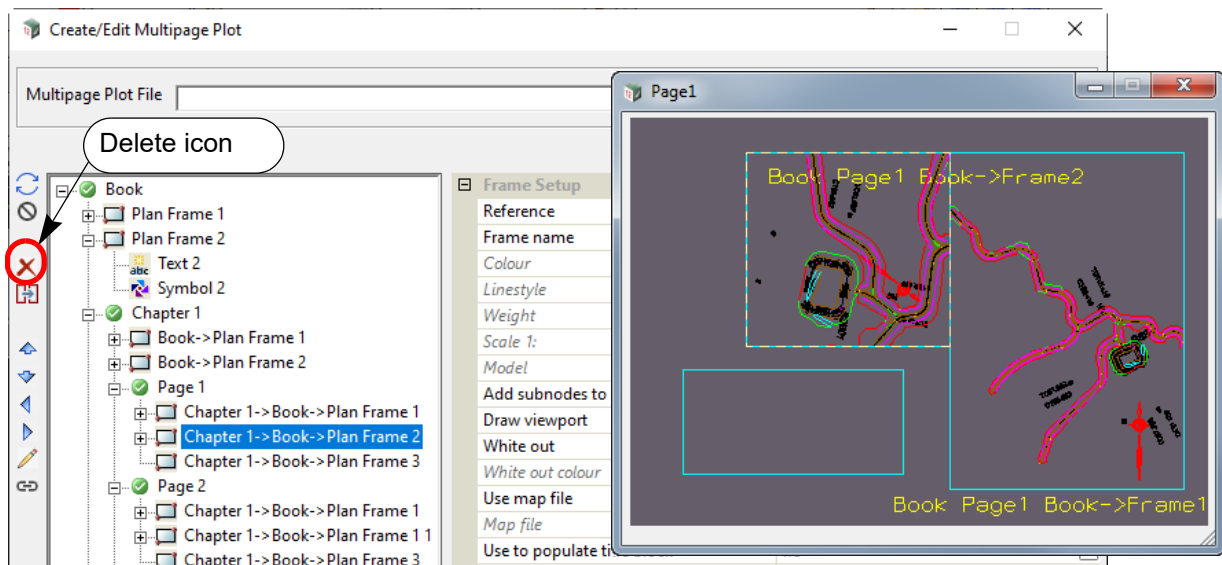 Create/Edit Multipage Plot
Multipage Plot File
Page1
Delete icon
Book
Plan Frame 1
Plan Frame 2
Text 2
Symbol 2
Chapter 1
Book->Plan Frame 1
Book->Plan Frame 2
Page 1
Chapter 1->Book->Plan Frame 1
Chapter 1->Book->Plan Frame 2
Chapter 1->Book->Plan Frame 3
Page 2
Chapter 1->Book->Plan Frame 1
Chapter 1->Book->Plan Frame 1 1
Chapter 1->Book->Plan Frame 3
Frame Setup
Reference
Frame name
Colour
Linestyle
Weight
Scale 1:
Model
Add subnodes to
Draw viewport
White out
White out colour
Use map file
Map file
Use to populate
Book Page1 Book->Frame2
Book Page1 Book->Frame1